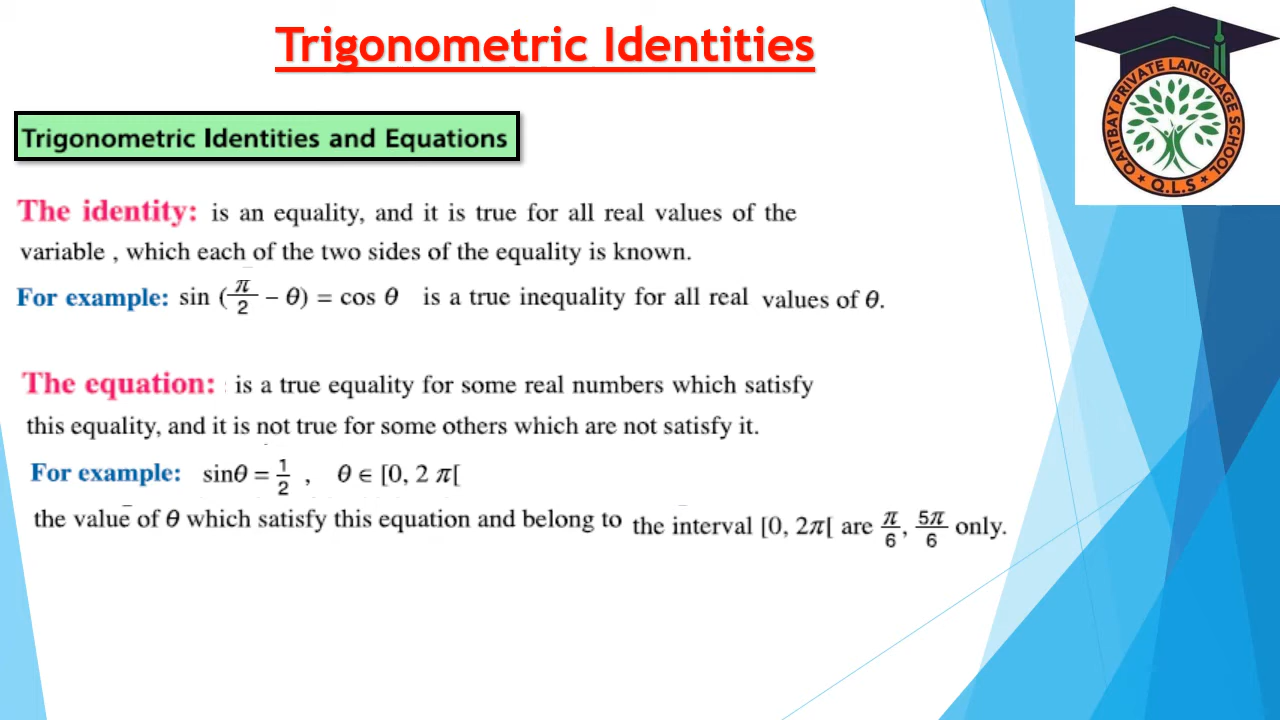 Trigonometric Identities
QAITBAY PRIVATE LANGUAGE SCHOOL
Q.L.S
Trigonometric Identities and Equations
The identity: is an equality, and it is true for all real values of the
variable , which each of the two sides of the equality is known.
For example: sin (π/2 − θ) = cos θ is a true inequality for all real values of θ.
The equation: is a true equality for some real numbers which satisfy
this equality, and it is not true for some others which are not satisfy it.
For example: sinθ = 1/2 , θ ∈ [0, 2 π[
the value of θ which satisfy this equation and belong to the interval [0, 2π[ are π/6, 5π/6 only.